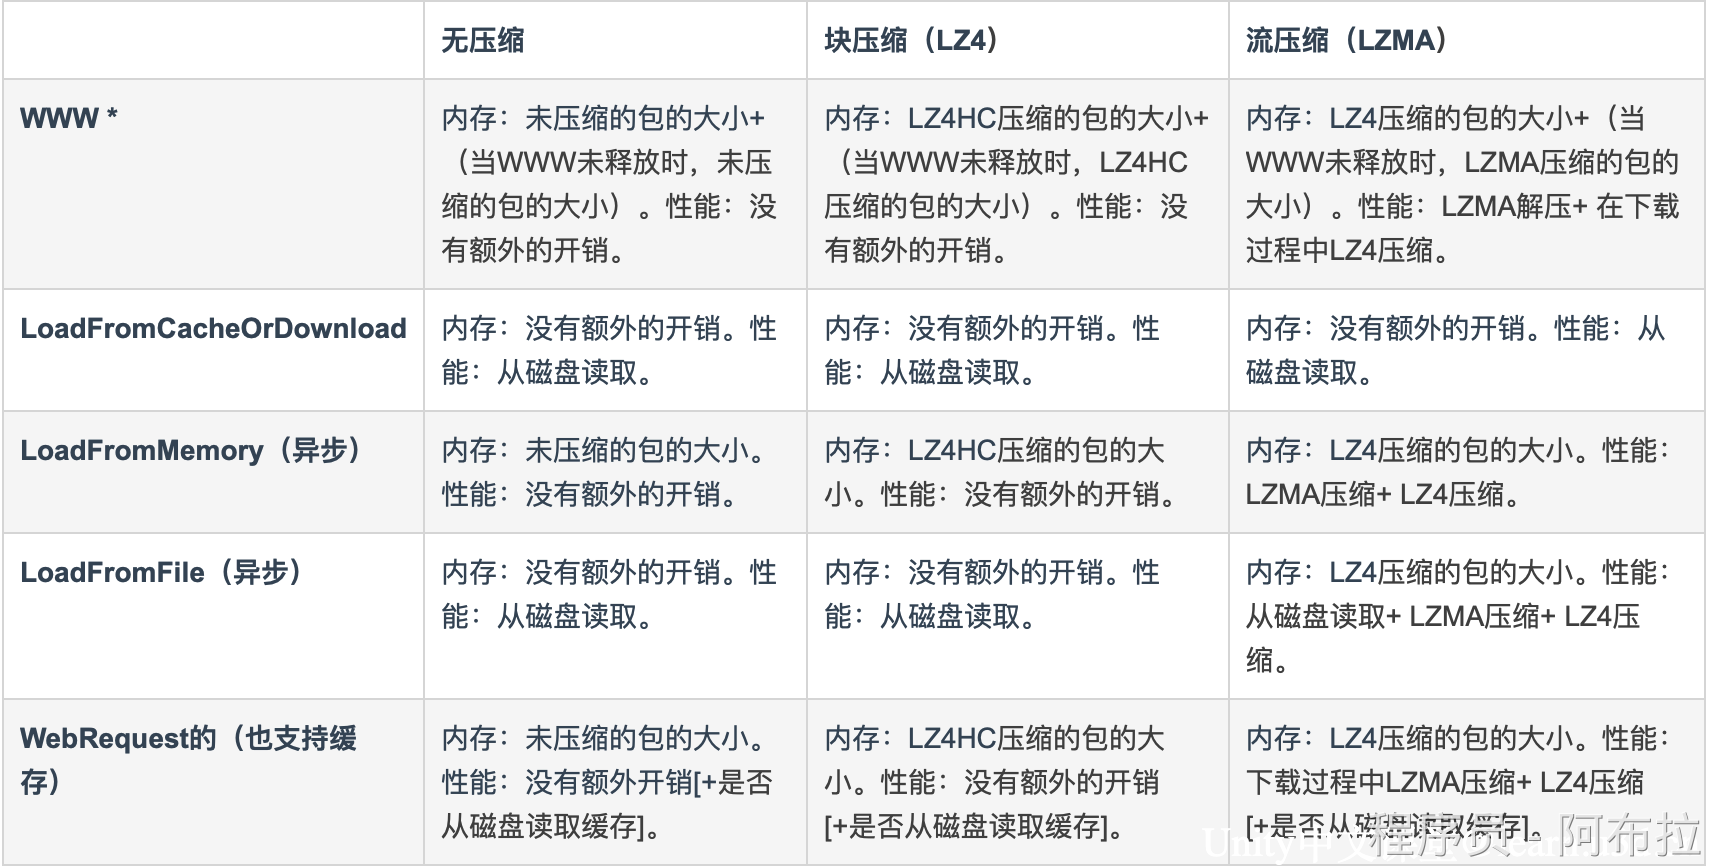 无压缩
块压缩（LZ4）
流压缩（LZMA）
WWW *
内存：未压缩的包的大小+
（当WWW未释放时，未压
缩的包的大小）。性能：没
有额外的开销。
内存：LZ4HC压缩的包的大小+
（当WWW未释放时，LZ4HC
压缩的包的大小）。性能：没
有额外的开销。
内存：LZ4压缩的包的大小+（当
WWW未释放时，LZMA压缩的包的
大小）。性能：LZMA解压+ 在下载
过程中LZ4压缩。
LoadFromCacheOrDownload
内存：没有额外的开销。性
能：从磁盘读取。
内存：没有额外的开销。性
能：从磁盘读取。
内存：没有额外的开销。性能：从
磁盘读取。
LoadFromMemory（异步）
内存：未压缩的包的大小。
性能：没有额外的开销。
内存：LZ4HC压缩的包的大
小。性能：没有额外的开销。
内存：LZ4压缩的包的大小。性能：
LZMA压缩+ LZ4压缩。
LoadFromFile（异步）
内存：没有额外的开销。性
能：从磁盘读取。
内存：没有额外的开销。性
能：从磁盘读取。
内存：LZ4压缩的包的大小。性能：
从磁盘读取+ LZMA压缩+ LZ4压
缩。
WebRequest的（也支持缓
存）
内存：未压缩的包的大小。
性能：没有额外开销[+是否
从磁盘读取缓存]。
内存：LZ4HC压缩的包的大
小。性能：没有额外的开销
[+是否从磁盘读取缓存]。
内存：LZ4压缩的包的大小。性能：
下载过程中LZMA压缩+ LZ4压缩
[+是否从磁盘读取缓存]。
Unity中文
程序员_阿布拉